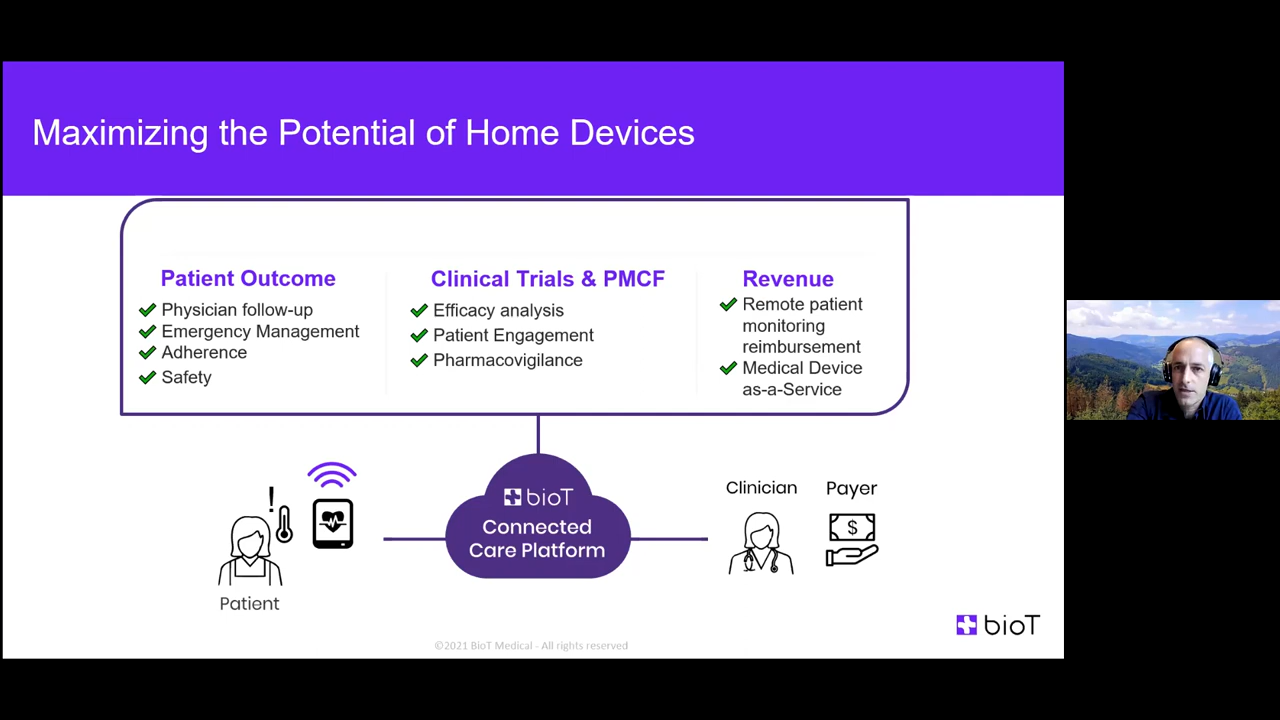 Maximizing the Potential of Home Devices
Patient Outcome
Physician follow-up
Emergency Management
Adherence
Safety
Clinical Trials & PMCF
Efficacy analysis
Patient Engagement
Pharmacovigilance
Revenue
Remote patient
monitoring
reimbursement
Medical Device
as-a-Service
bioT
Connected
Care Platform
Patient
Clinician
Payer
$
bioT
©2021 BioT Medical - All rights reserved